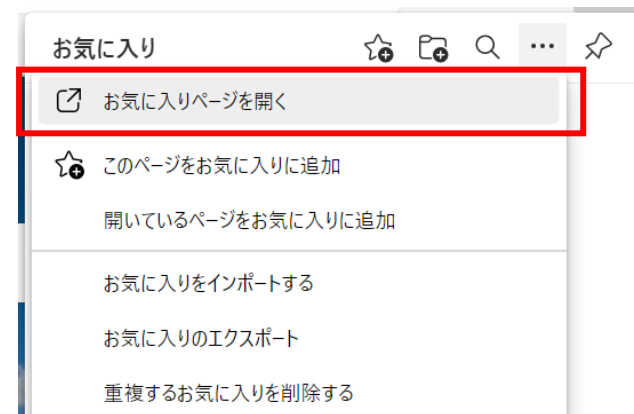 お気に入り
お気に入りページを開く
このページをお気に入りに追加
開いているページをお気に入りに追加
お気に入りをインポートする
お気に入りのエクスポート
重複するお気に入りを削除する